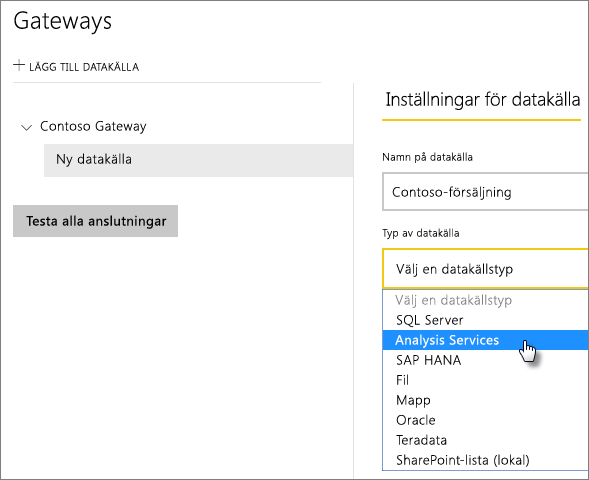 Gateways
LÄGG TILL DATAKÄLLA
Contoso Gateway
Ny datakälla
Testa alla anslutningar
Inställningar för datakälla
Namn på datakälla
Contoso-försäljning
Typ av datakälla
Välj en datakällstyp
Välj en datakällstyp
SQL Server
Analysis Services
SAP HANA
Fil
Mapp
Oracle
Teradata
SharePoint-lista (lokal)